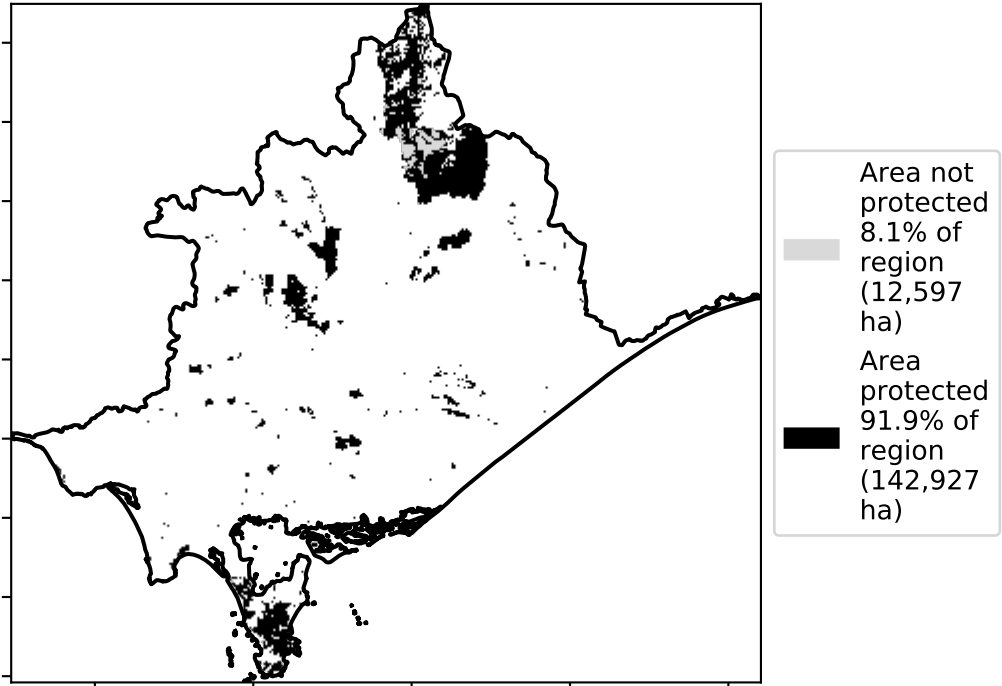 Area not
protected
8.1% of
region
(12,597
ha)
Area
protected
91.9% of
region
(142,927
ha)